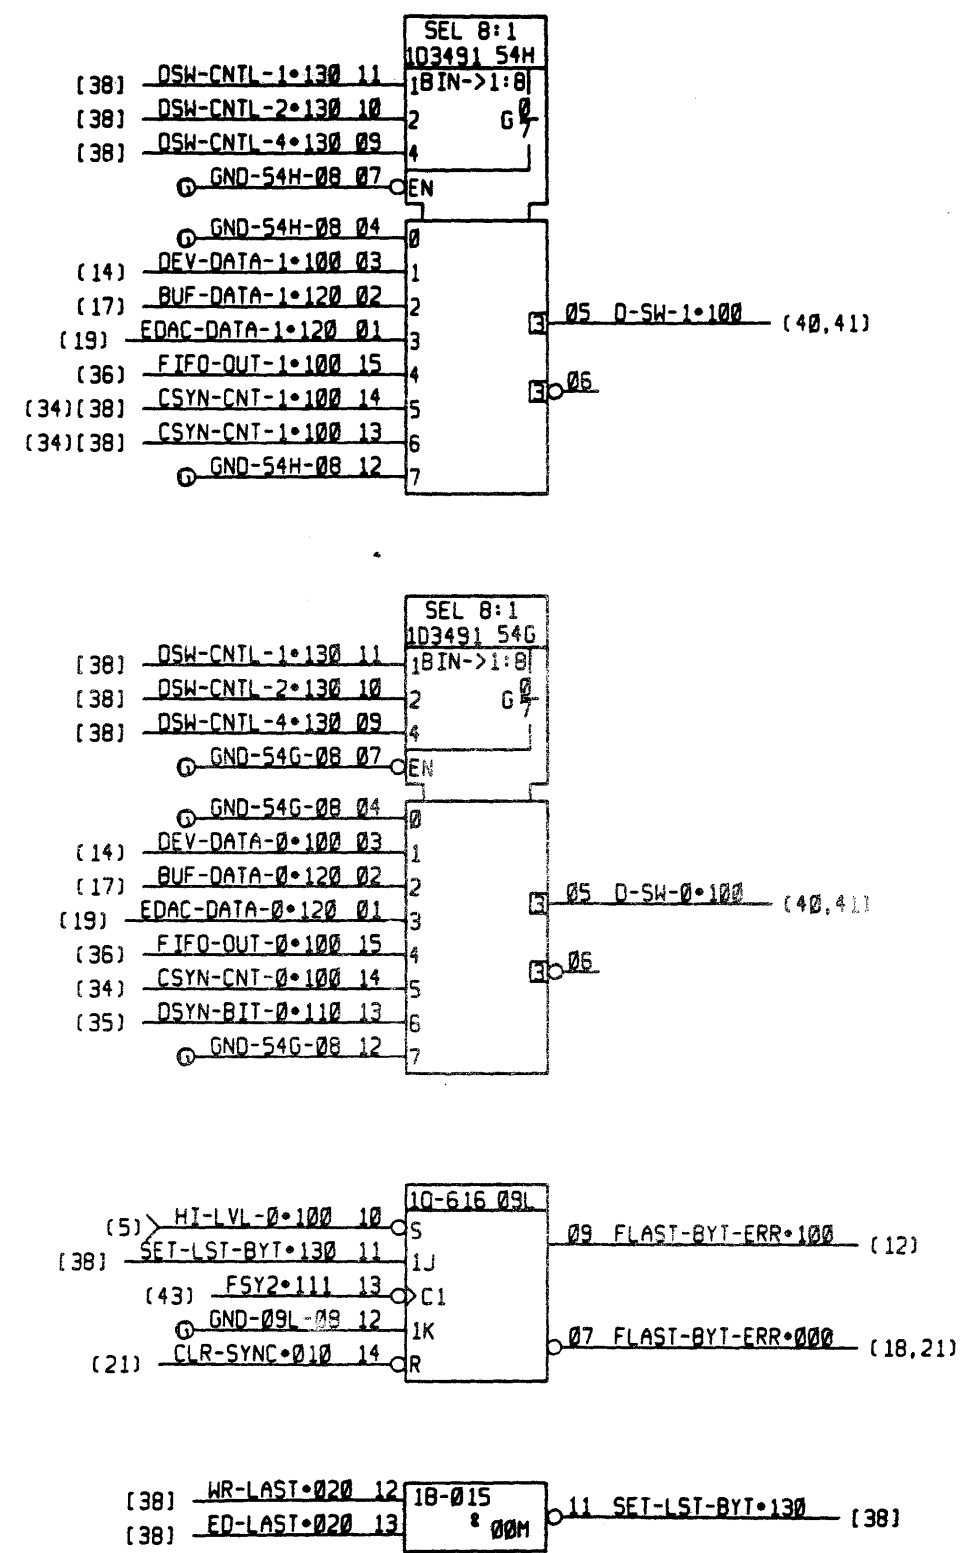 SEL 8:1
1D3491 54H
[38] DSW-CNTL-1•130 11 1 BIN->1:8
[38] DSW-CNTL-2•130 10 2 G 0/7
[38] DSW-CNTL-4•130 09 4
G GND-54H-08 07 EN
G GND-54H-08 04 0
(14) DEV-DATA-1•100 03 1
(17) BUF-DATA-1•120 02 2
3 05 D-SW-1•100 (40,41)
(19) EDAC-DATA-1•120 01 3
(36) FIFO-OUT-1•100 15 4
3 06
(34)[38] CSYN-CNT-1•100 14 5
(34)[38] CSYN-CNT-1•100 13 6
G GND-54H-08 12 7
SEL 8:1
1D3491 54G
[38] DSW-CNTL-1•130 11 1 BIN->1:8
[38] DSW-CNTL-2•130 10 2 G 0/7
[38] DSW-CNTL-4•130 09 4
G GND-54G-08 07 EN
G GND-54G-08 04 0
(14) DEV-DATA-0•100 03 1
(17) BUF-DATA-0•120 02 2
3 05 D-SW-0•100 (40,41)
(19) EDAC-DATA-0•120 01 3
(36) FIFO-OUT-0•100 15 4
3 06
(34) CSYN-CNT-0•100 14 5
(35) DSYN-BIT-0•110 13 6
G GND-54G-08 12 7
1Q-616 09L
(5) HI-LVL-0•100 10 S
09 FLAST-BYT-ERR•100 (12)
[38] SET-LST-BYT•130 11 1J
(43) FSY2•111 13 C1
G GND-09L-08 12 1K
07 FLAST-BYT-ERR•000 (18,21)
(21) CLR-SYNC•010 14 R
[38] WR-LAST•020 12 1B-015
11 SET-LST-BYT•130 [38]
[38] ED-LAST•020 13 & 00M